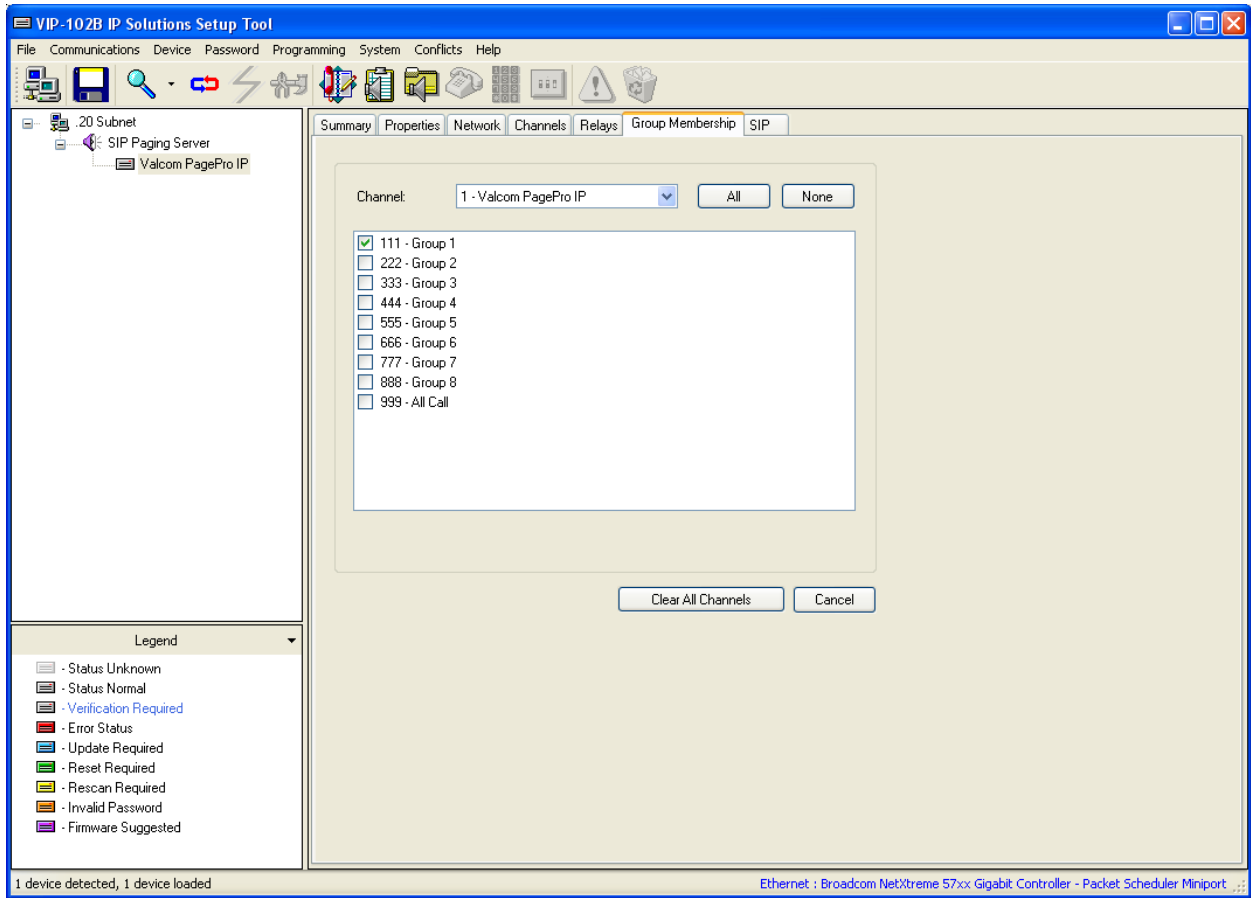 VIP-102B IP Solutions Setup Tool
File Communications Device Password Programming System Conflicts Help
.20 Subnet
SIP Paging Server
Valcom PagePro IP
Summary Properties Network Channels Relays Group Membership SIP
Channel: 1 - Valcom PagePro IP All None
111 - Group 1
222 - Group 2
333 - Group 3
444 - Group 4
555 - Group 5
666 - Group 6
777 - Group 7
888 - Group 8
999 - All Call
Clear All Channels Cancel
Legend
- Status Unknown
- Status Normal
- Verification Required
- Error Status
- Update Required
- Reset Required
- Rescan Required
- Invalid Password
- Firmware Suggested
1 device detected, 1 device loaded
Ethernet : Broadcom NetXtreme 57xx Gigabit Controller - Packet Scheduler Miniport